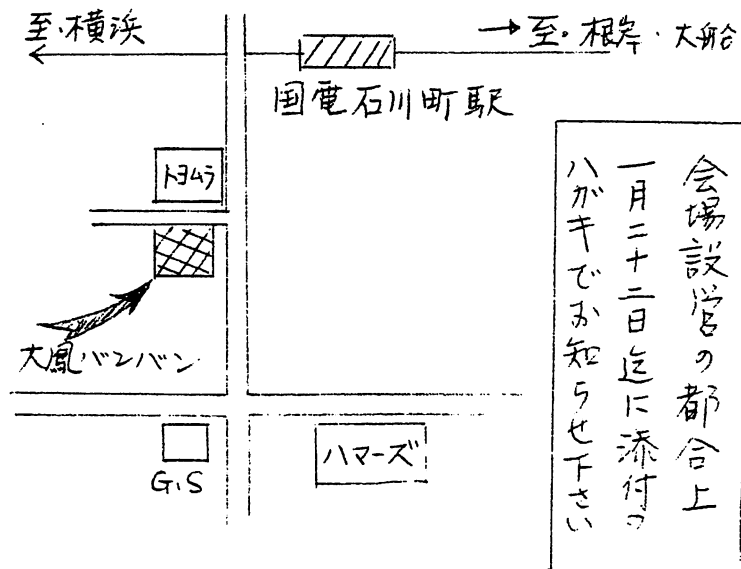 至・横浜
→至・根岸・大船
国電石川町駅
トヨムラ
大鳳バンバン
G.S
ハマーズ
会場設営の都合上
一月二十二日迄に添付の
ハガキでお知らせ下さい